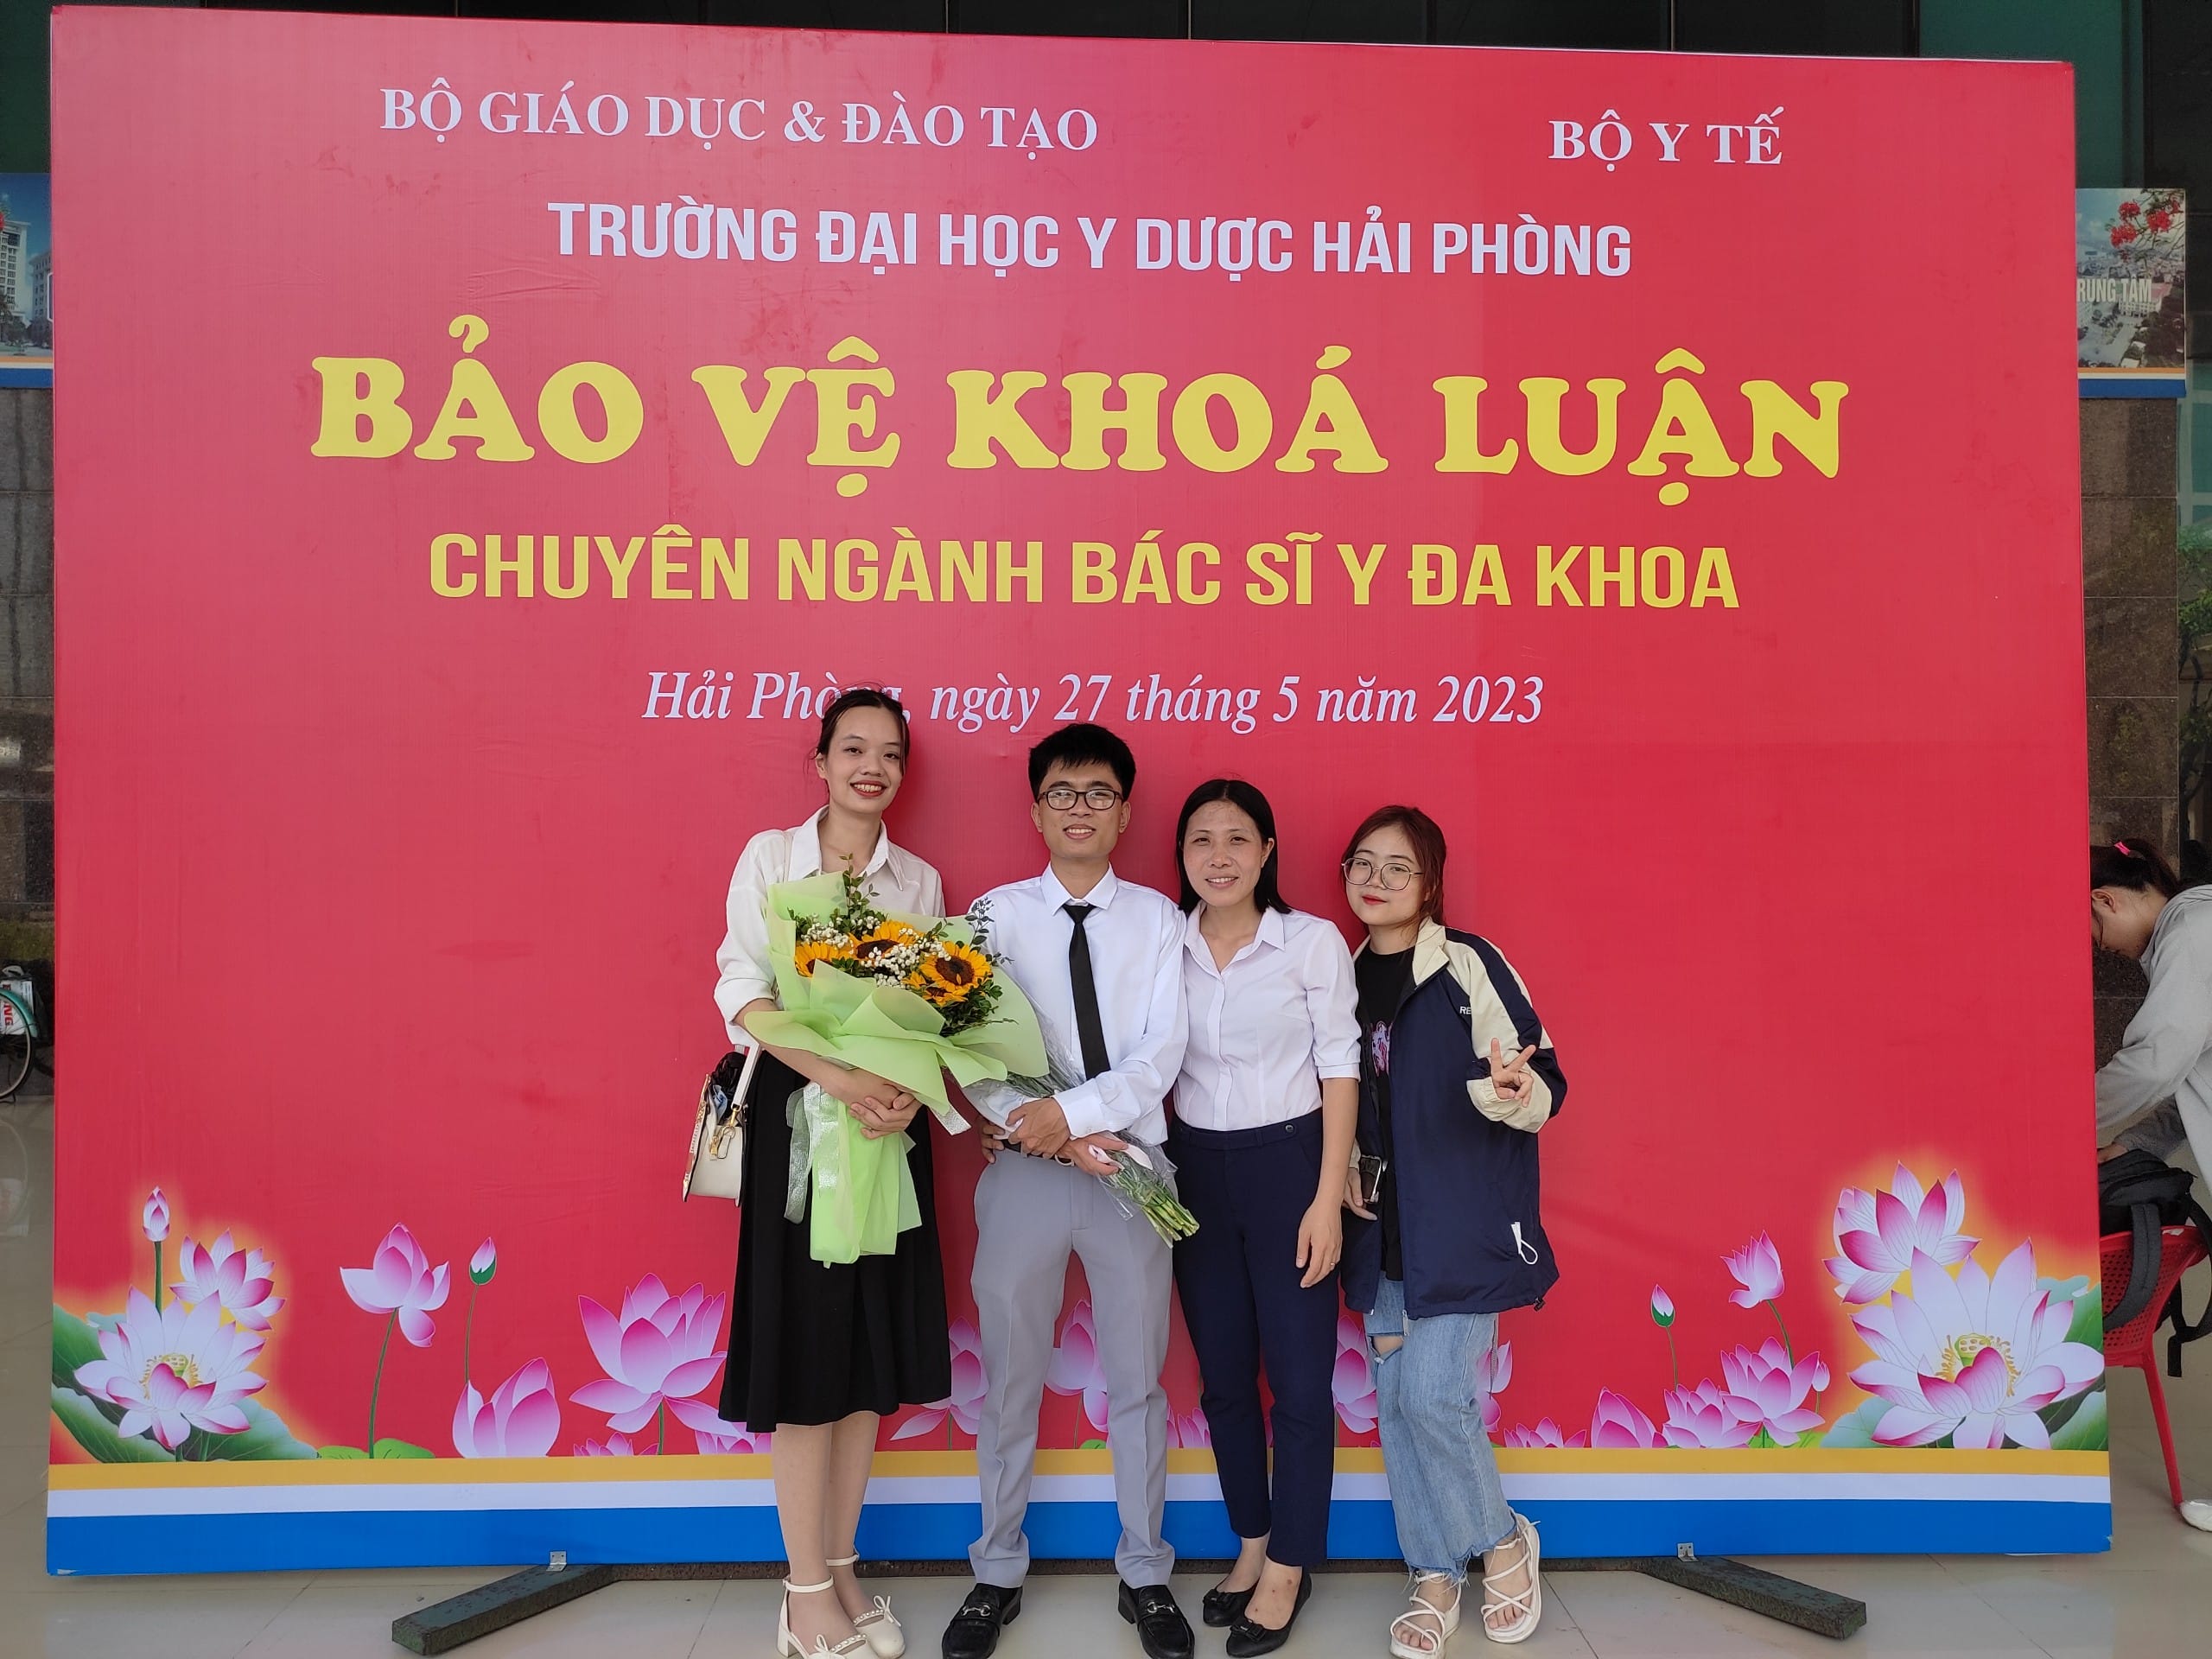 BỘ GIÁO DỤC & ĐÀO TẠO
BỘ Y TẾ
TRƯỜNG ĐẠI HỌC Y DƯỢC HẢI PHÒNG
BẢO VỆ KHOÁ LUẬN
CHUYÊN NGÀNH BÁC SĨ Y ĐA KHOA
Hải Phòng, ngày 27 tháng 5 năm 2023